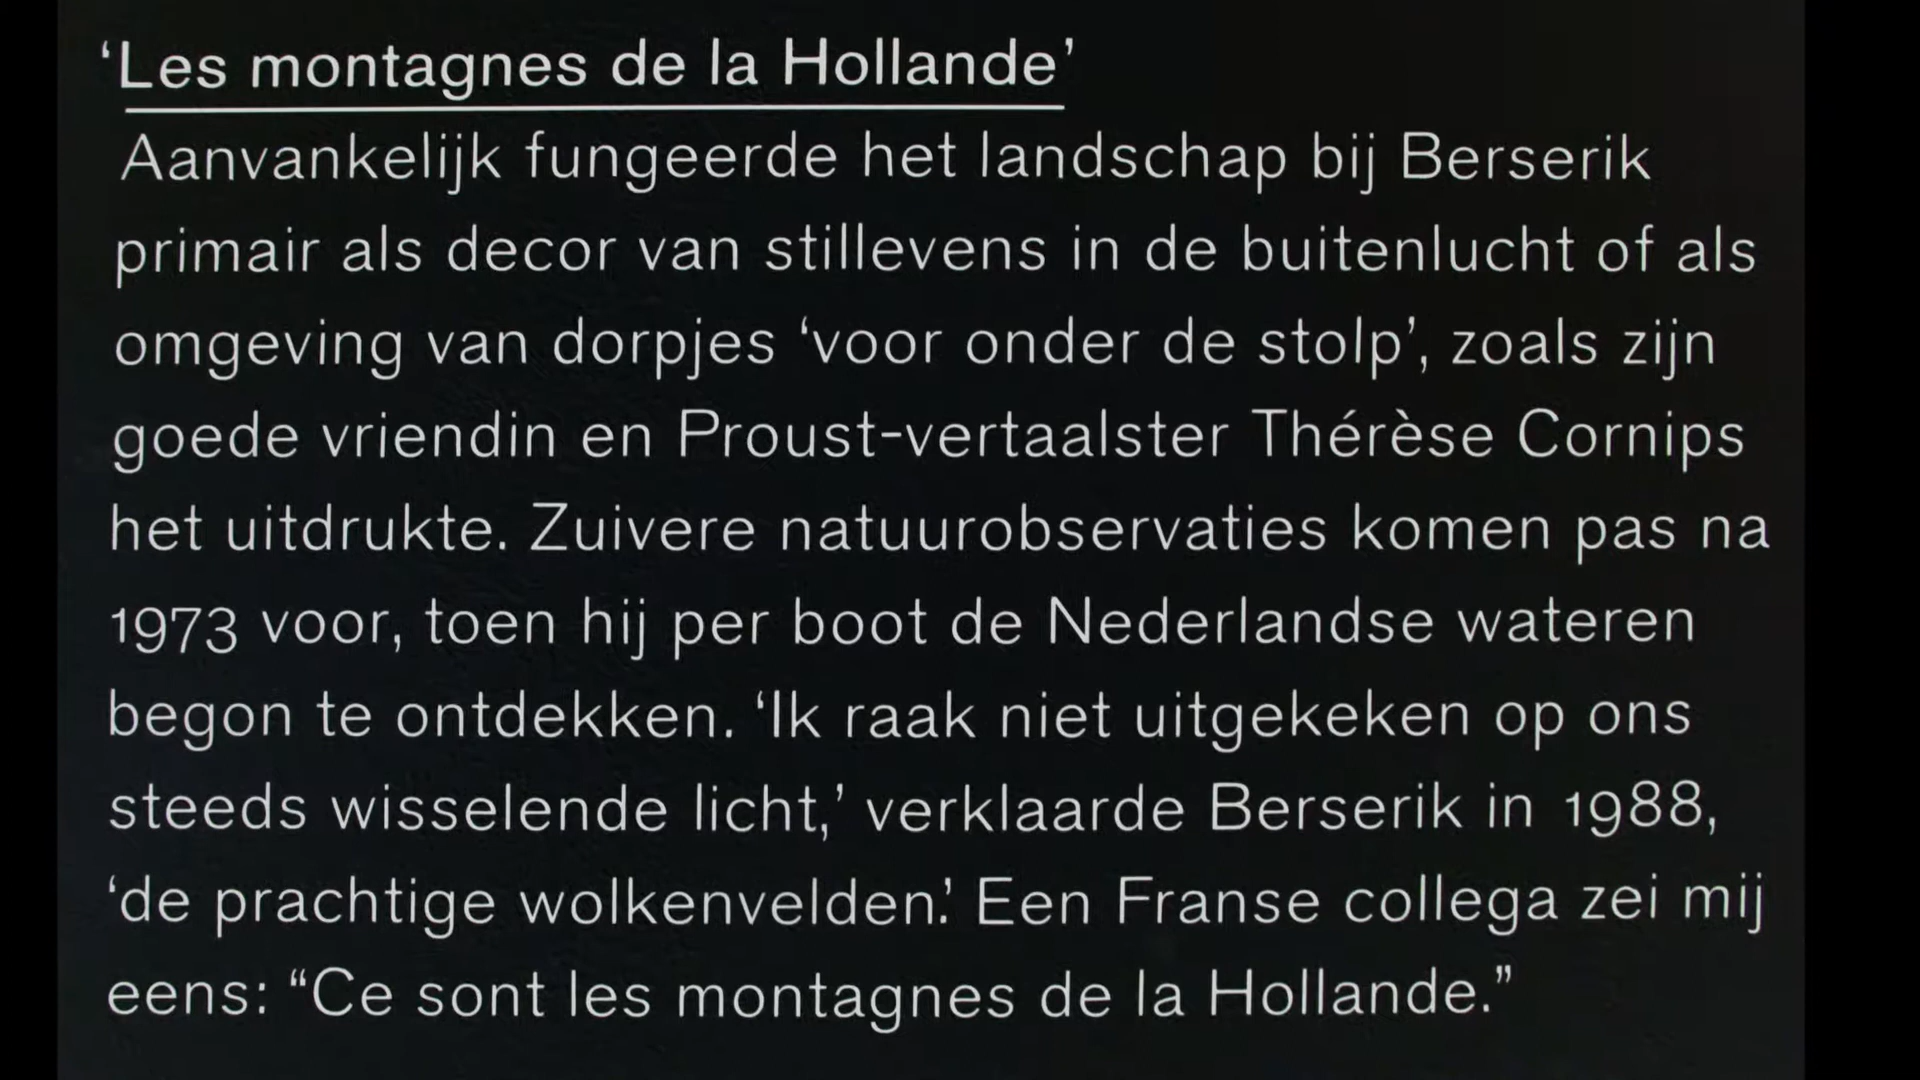 ‘Les montagnes de la Hollande’
Aanvankelijk fungeerde het landschap bij Berserik
primair als decor van stillevens in de buitenlucht of als
omgeving van dorpjes ‘voor onder de stolp’, zoals zijn
goede vriendin en Proust-vertaalster Thérèse Cornips
het uitdrukte. Zuivere natuurobservaties komen pas na
1973 voor, toen hij per boot de Nederlandse wateren
begon te ontdekken. ‘Ik raak niet uitgekeken op ons
steeds wisselende licht,’ verklaarde Berserik in 1988,
‘de prachtige wolkenvelden.’ Een Franse collega zei mij
eens: “Ce sont les montagnes de la Hollande.”